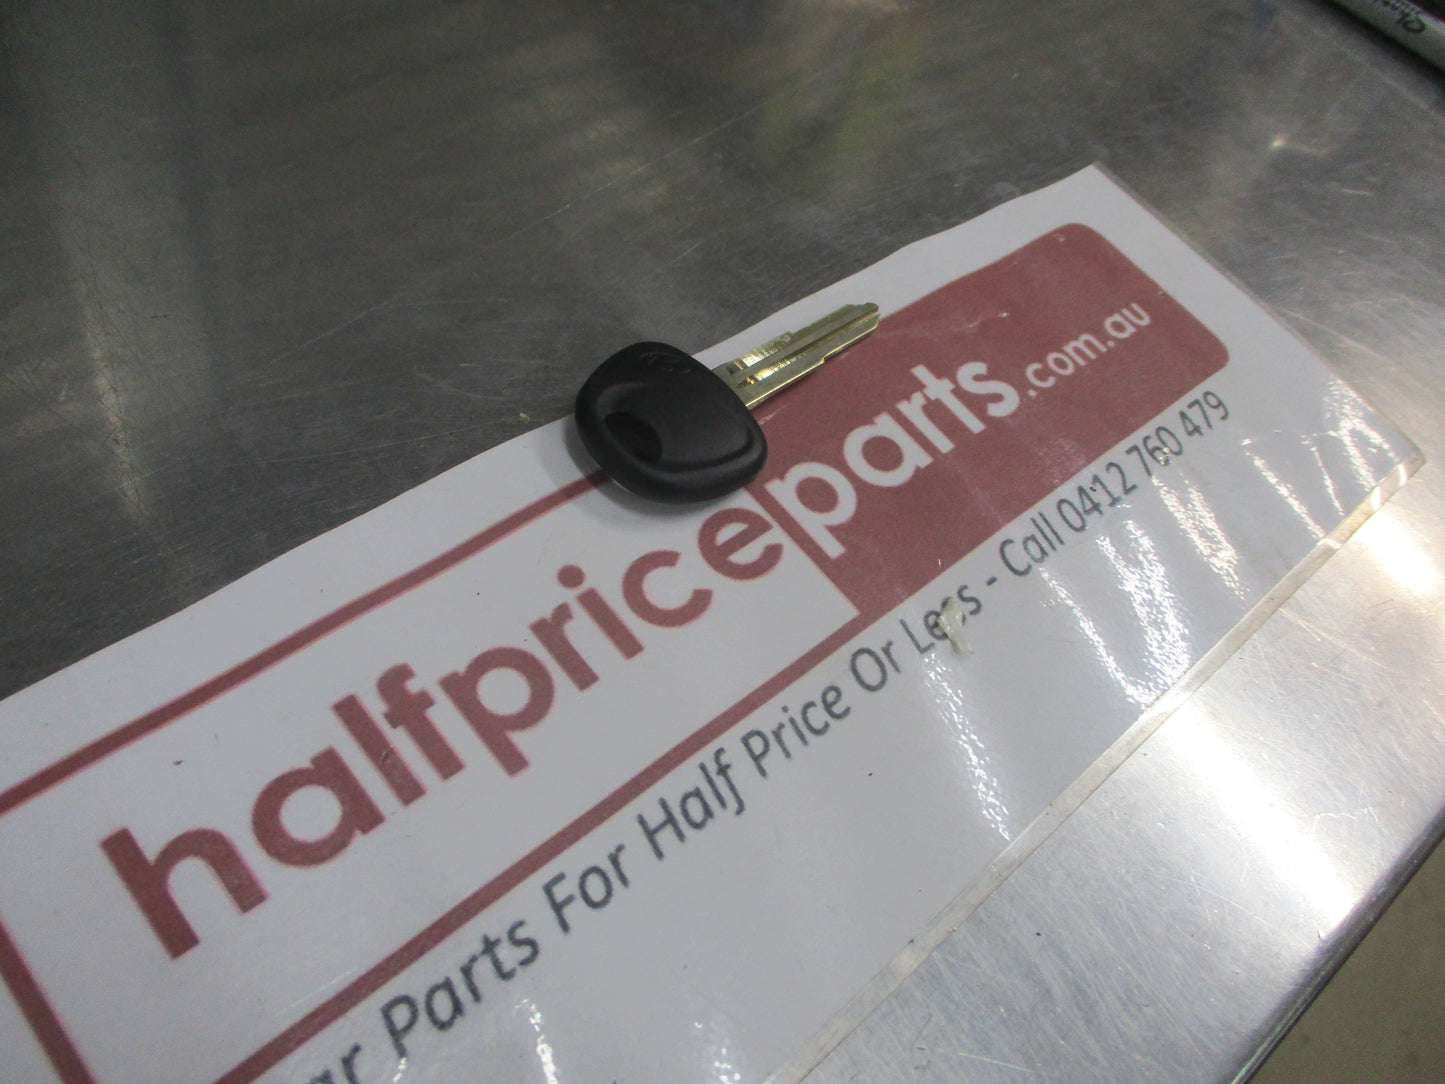 halfpriceparts.com.au
Parts For Half Price Or Less - Call 0412 760 479